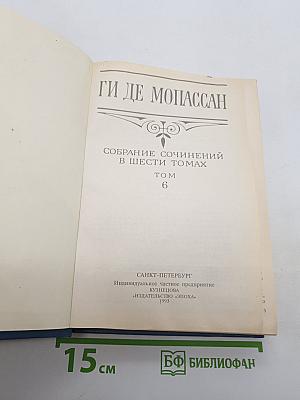 ГИ ДЕ МОПАССАН
СОБРАНИЕ СОЧИНЕНИЙ
В ШЕСТИ ТОМАХ
ТОМ
6
САНКТ-ПЕТЕРБУРГ
Индивидуальное частное предприятие
КУЗНЕЦОВА
«ИЗДАТЕЛЬСТВО «ЭПОХА»
1993
15 см
БФ БИБЛИОФАН